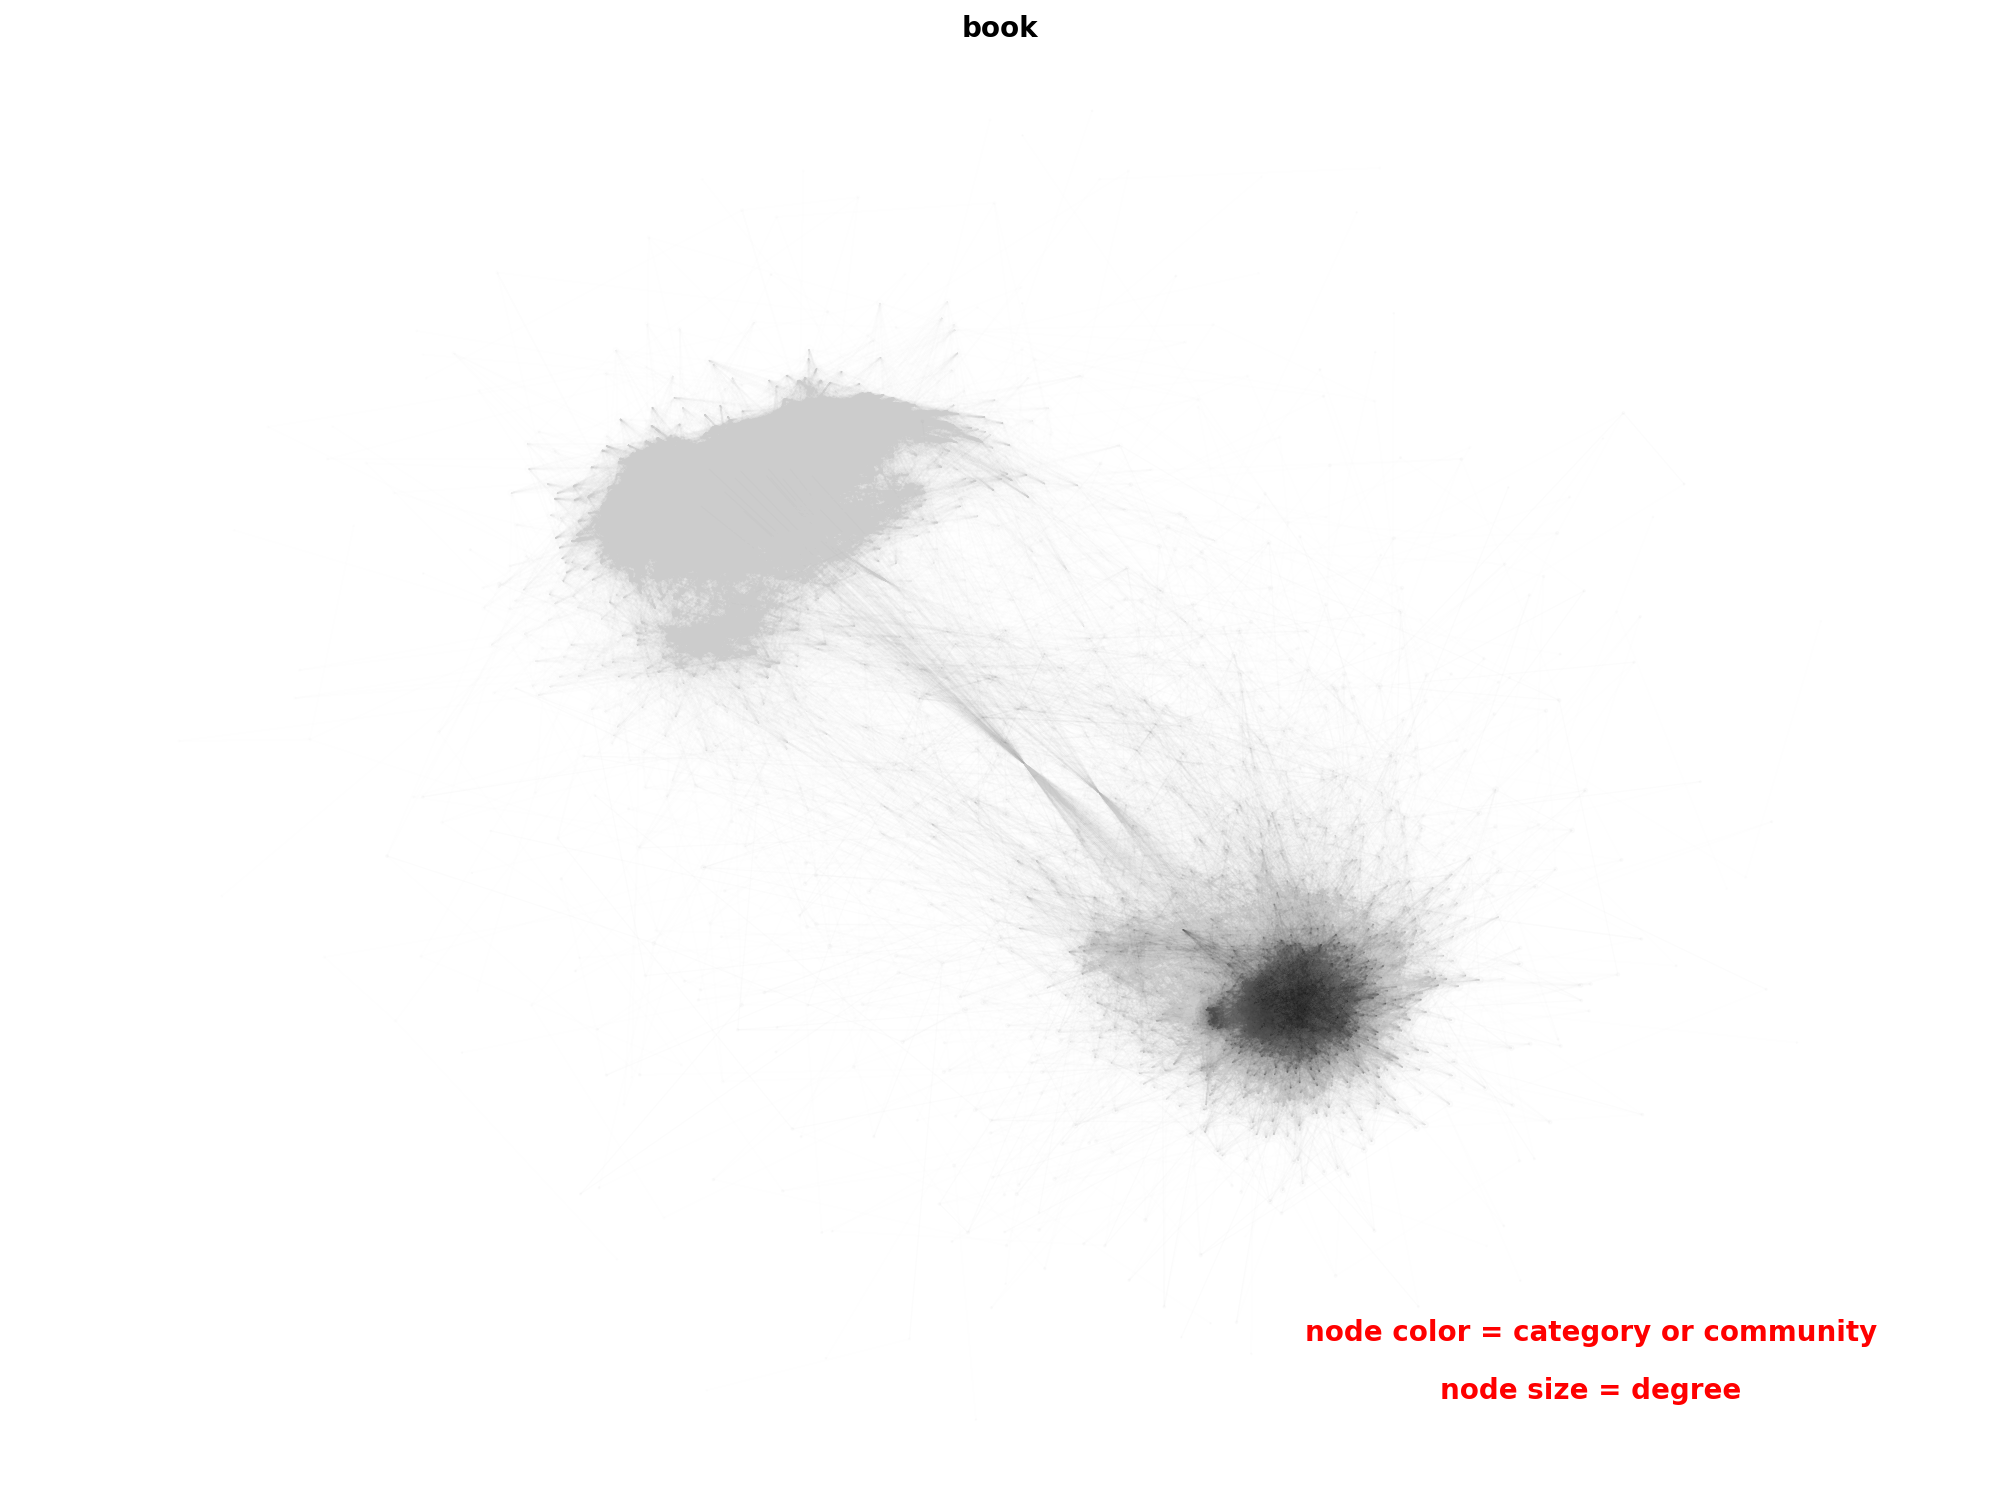 book
node color = category or community
node size = degree